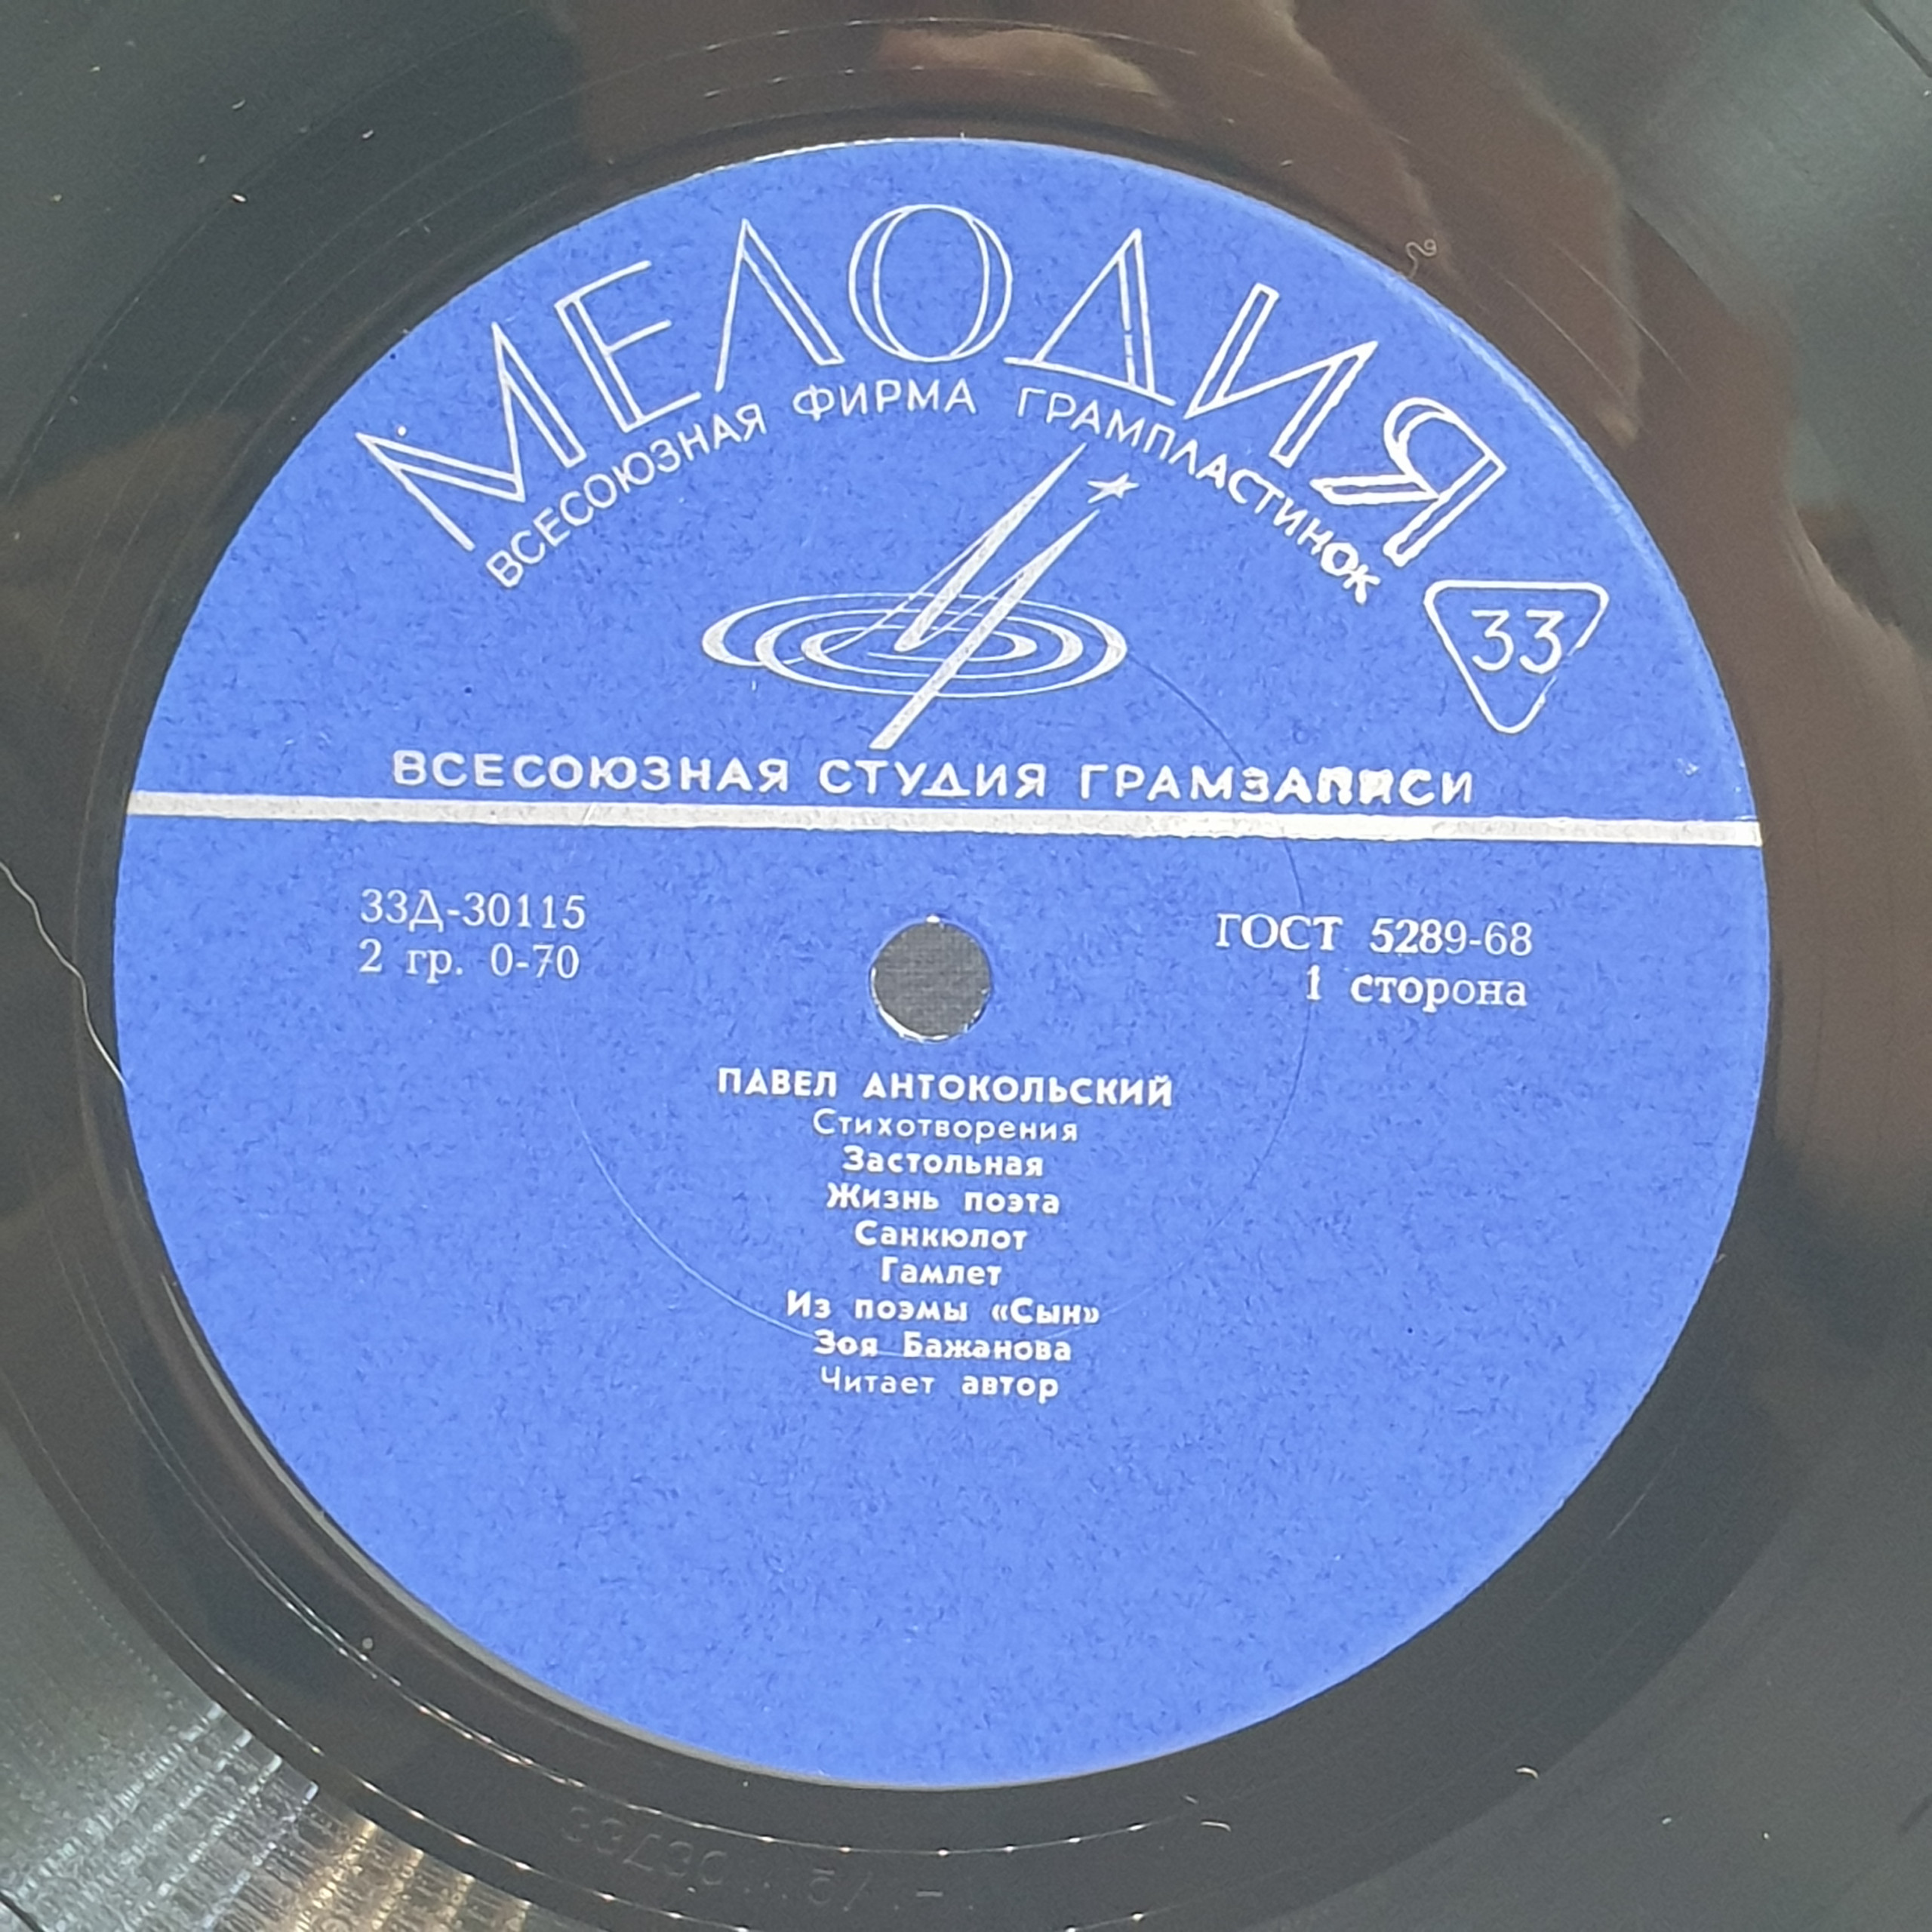 МЕЛОДИЯ
ВСЕСОЮЗНАЯ ФИРМА ГРАМПЛАСТИНОК
33
ВСЕСОЮЗНАЯ СТУДИЯ ГРАМЗАПИСИ
33Д-30115
2 гр. 0-70
ГОСТ 5289-68
1 сторона
ПАВЕЛ АНТОКОЛЬСКИЙ
Стихотворения
Застольная
Жизнь поэта
Санкюлот
Гамлет
Из поэмы «Сын»
Зоя Бажанова
Читает автор